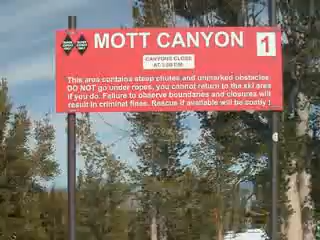 MOTT CANYON 1
CANYONS CLOSE
AT 3:30 P.M.
This area contains steep chutes and unmarked obstacles
DO NOT go under ropes, you cannot return to the ski area
if you do. Failure to observe boundaries and closures will
result in criminal fines. Rescue if available will be costly !